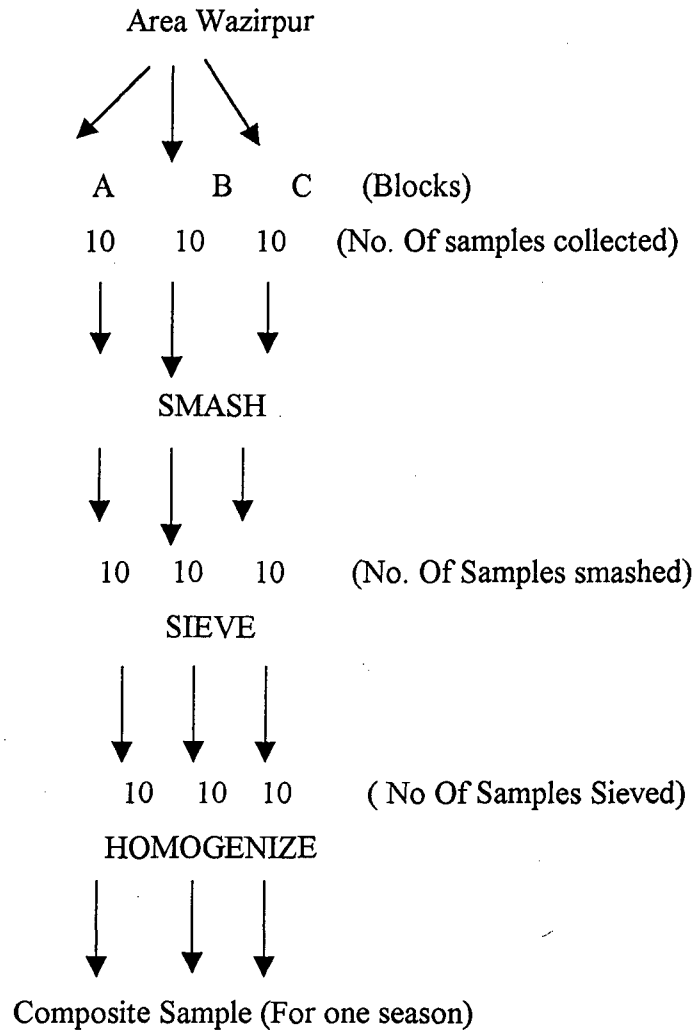 Area Wazirpur
A B C (Blocks)
10 10 10 (No. Of samples collected)
SMASH
10 10 10 (No. Of Samples smashed)
SIEVE
10 10 10 ( No Of Samples Sieved)
HOMOGENIZE
Composite Sample (For one season)